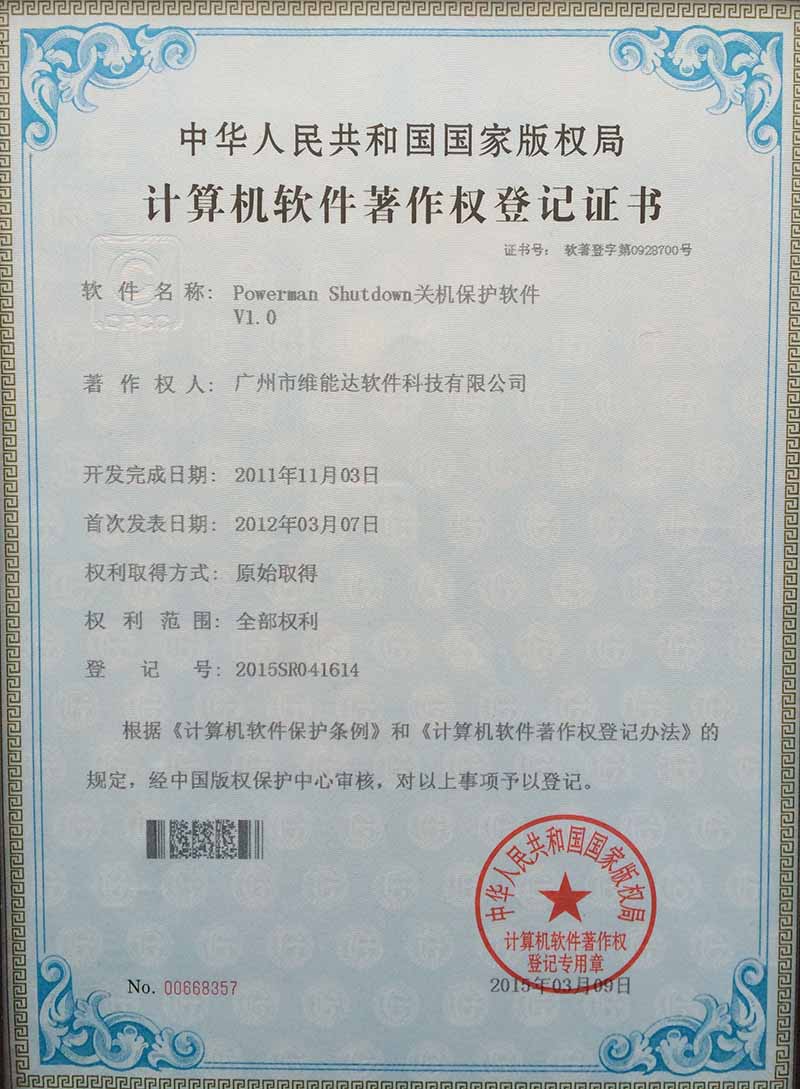 中华人民共和国国家版权局
计算机软件著作权登记证书
证书号： 软著登字第0928700号
CPCC
软件名称： Powerman Shutdown关机保护软件
V1.0
著作权人： 广州市维能达软件科技有限公司
开发完成日期： 2011年11月03日
首次发表日期： 2012年03月07日
权利取得方式： 原始取得
权利范围： 全部权利
登记号： 2015SR041614
根据《计算机软件保护条例》和《计算机软件著作权登记办法》的
规定，经中国版权保护中心审核，对以上事项予以登记。
中华人民共和国国家版权局
计算机软件著作权
登记专用章
No. 00668357
2015年03月09日